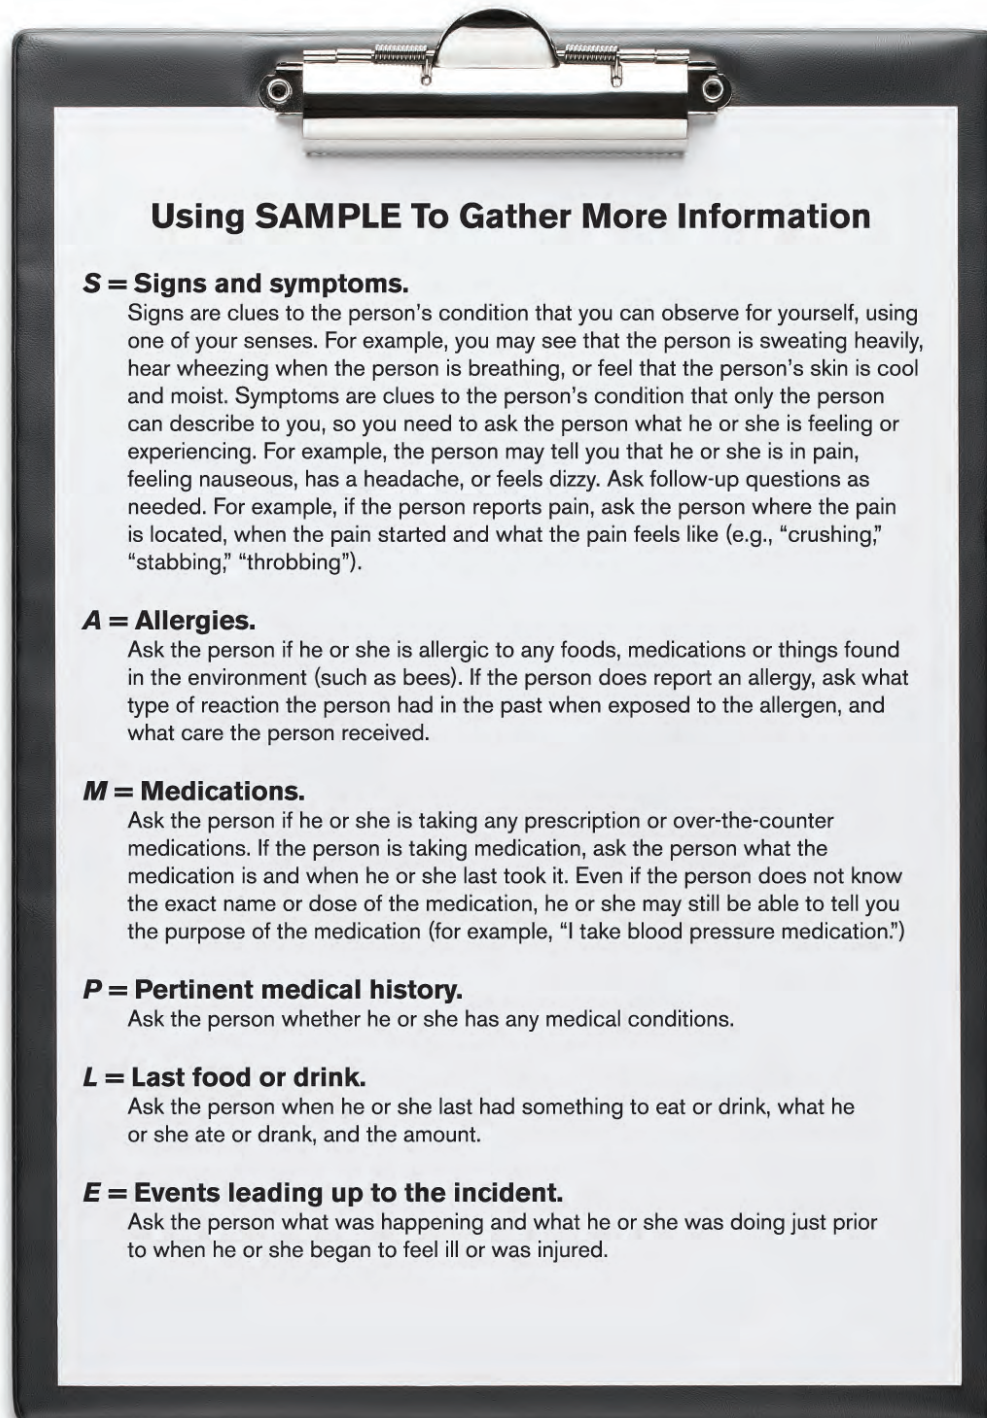 Using SAMPLE To Gather More Information
S = Signs and symptoms.
Signs are clues to the person’s condition that you can observe for yourself, using
one of your senses. For example, you may see that the person is sweating heavily,
hear wheezing when the person is breathing, or feel that the person’s skin is cool
and moist. Symptoms are clues to the person’s condition that only the person
can describe to you, so you need to ask the person what he or she is feeling or
experiencing. For example, the person may tell you that he or she is in pain,
feeling nauseous, has a headache, or feels dizzy. Ask follow-up questions as
needed. For example, if the person reports pain, ask the person where the pain
is located, when the pain started and what the pain feels like (e.g., “crushing,”
“stabbing,” “throbbing”).
A = Allergies.
Ask the person if he or she is allergic to any foods, medications or things found
in the environment (such as bees). If the person does report an allergy, ask what
type of reaction the person had in the past when exposed to the allergen, and
what care the person received.
M = Medications.
Ask the person if he or she is taking any prescription or over-the-counter
medications. If the person is taking medication, ask the person what the
medication is and when he or she last took it. Even if the person does not know
the exact name or dose of the medication, he or she may still be able to tell you
the purpose of the medication (for example, “I take blood pressure medication.”)
P = Pertinent medical history.
Ask the person whether he or she has any medical conditions.
L = Last food or drink.
Ask the person when he or she last had something to eat or drink, what he
or she ate or drank, and the amount.
E = Events leading up to the incident.
Ask the person what was happening and what he or she was doing just prior
to when he or she began to feel ill or was injured.